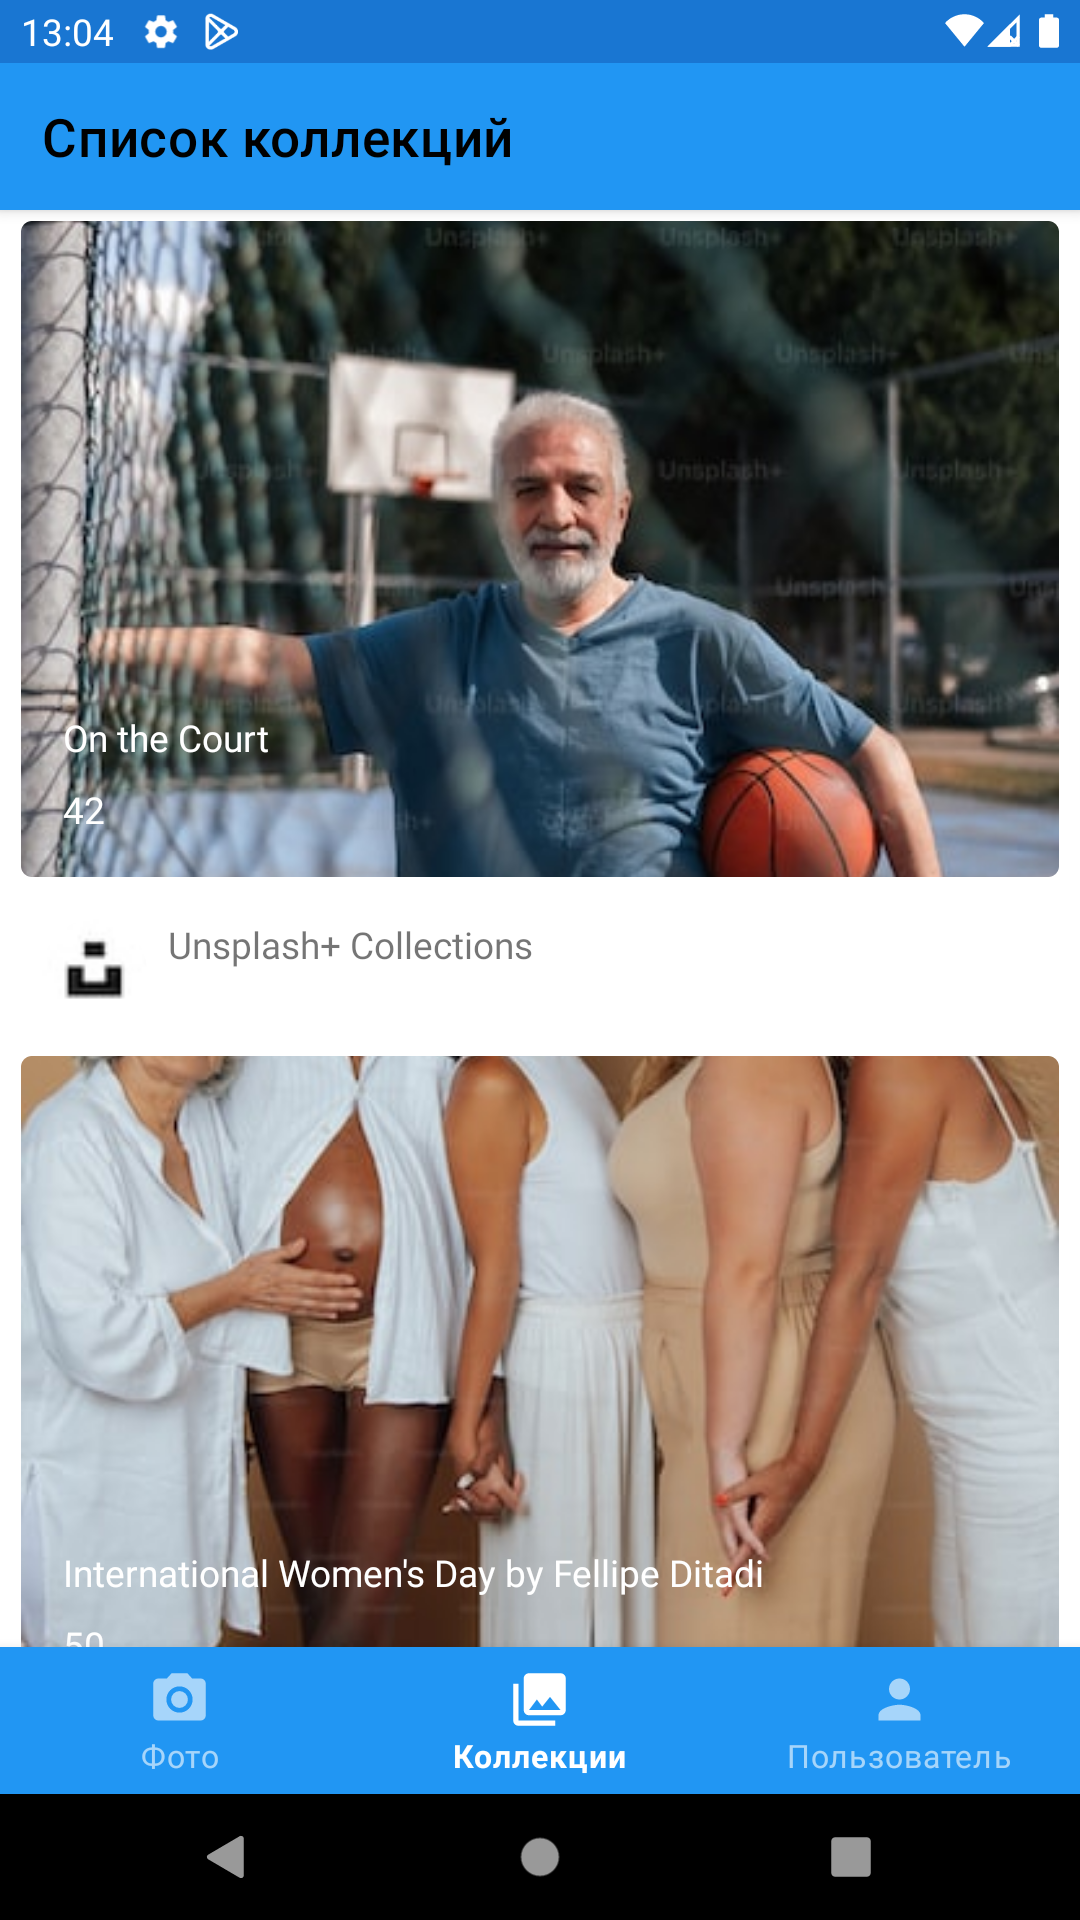 13:04
Список коллекций
Unsplash+ Unsplash+ Unsplash+
Unsplash+ Unsplash+
Unsplash+ Unsplash+
Unsplash+
On the Court
42
Unsplash+ Collections
International Women's Day by Fellipe Ditadi
50
Фото
Коллекции
Пользователь